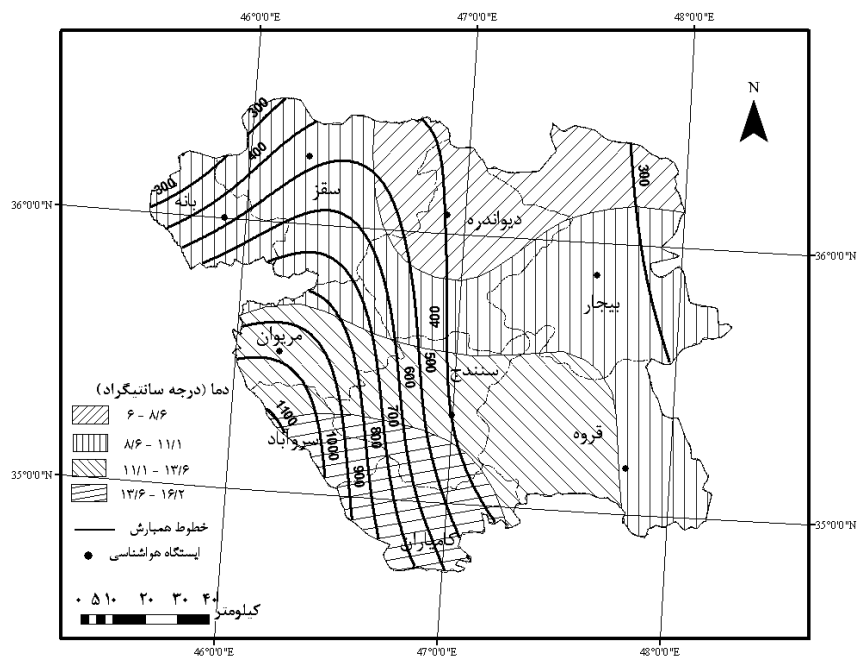 46°0'0"E 47°0'0"E 48°0'0"E
N
300
400
300
300
بانه
سقز
دیواندره
36°0'0"N
36°0'0"N
بیجار
400
مریوان
500
سنندج
600
دما (درجه سانتیگراد)
۶ - ۸/۶
۸/۶ - ۱۱/۱
۱۱/۱ - ۱۳/۶
۱۳/۶ - ۱۶/۲
1100
700
سروآباد
800
1000
900
قروه
35°0'0"N
35°0'0"N
خطوط همبارش
کامیاران
ایستگاه هواشناسی
۰ ۵ ۱۰ ۲۰ ۳۰ ۴۰
کیلومتر
46°0'0"E 47°0'0"E 48°0'0"E